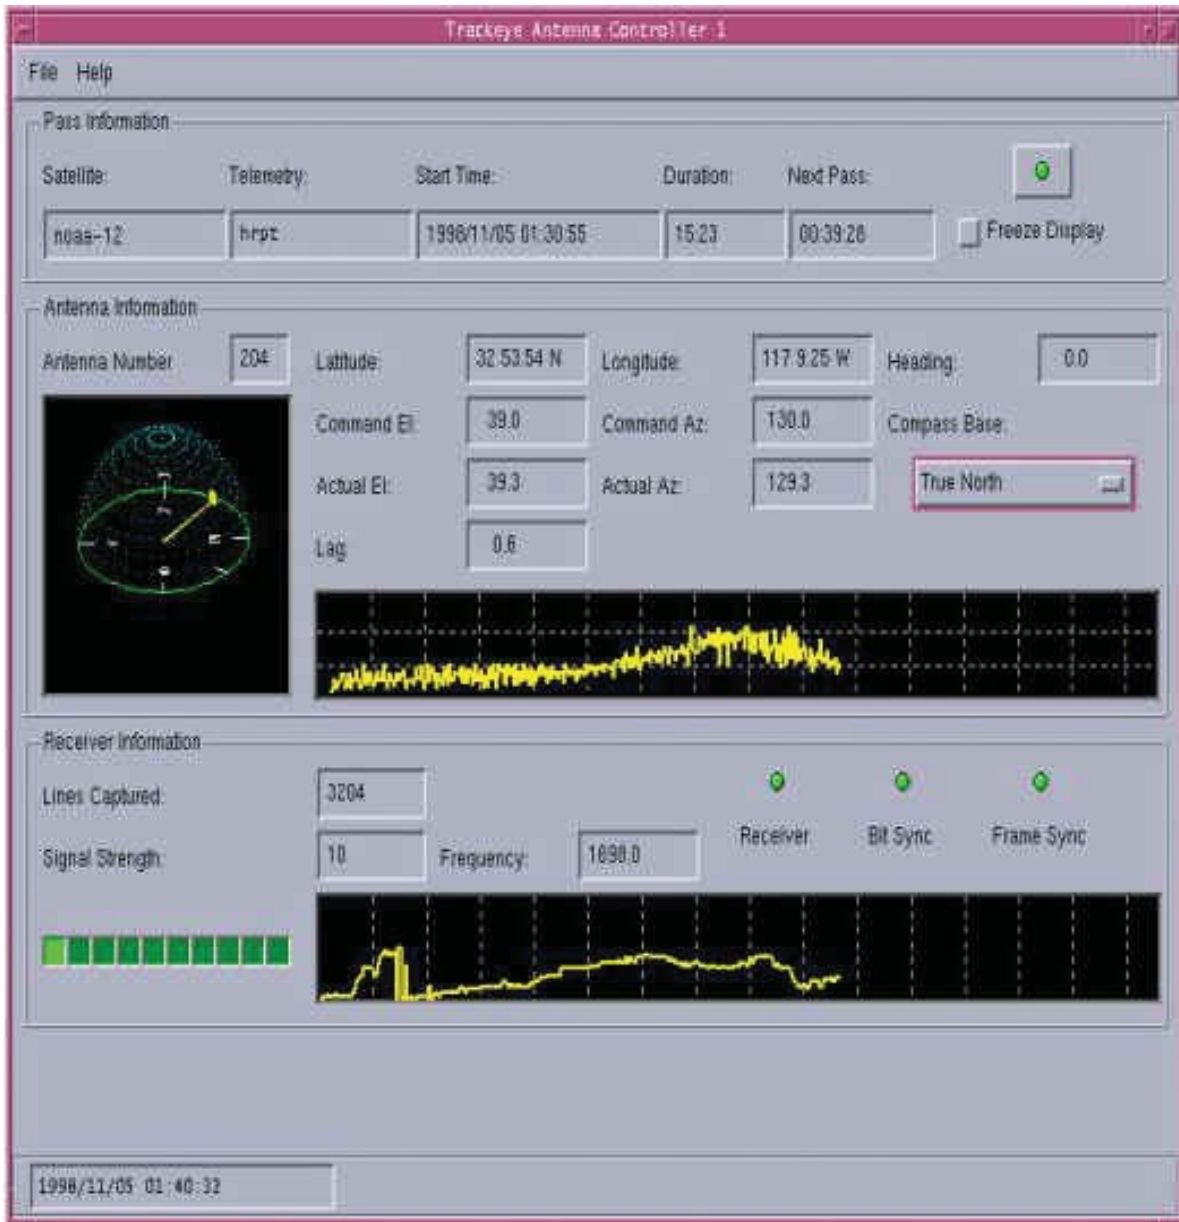 Trackeye Antenna Controller 1
File Help
Pass Information
Satellite: Telemetry: Start Time: Duration: Next Pass:
noaa-12 hrpt 1998/11/05 01:30:55 15:23 00:39:28
Freeze Display
Antenna Information
Antenna Number 204 Latitude: 32 53.54 N Longitude: 117 9.25 W Heading: 0.0
Command El: 39.0 Command Az: 130.0 Compass Base:
Actual El: 39.3 Actual Az: 129.3 True North
Lag: 0.6
Receiver Information
Lines Captured: 3204
Signal Strength: 10 Frequency: 1698.0 Receiver Bit Sync Frame Sync
1998/11/05 01:40:32